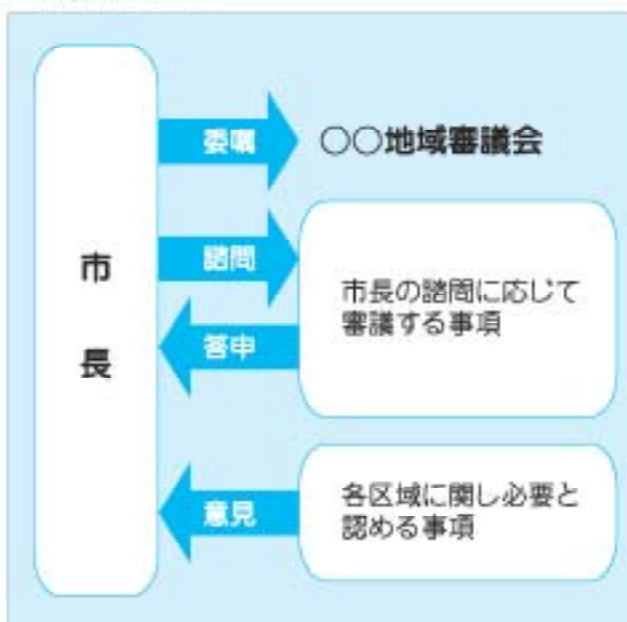 委嘱
○○地域審議会
市長
諮問
市長の諮問に応じて
審議する事項
答申
意見
各区域に関し必要と
認める事項